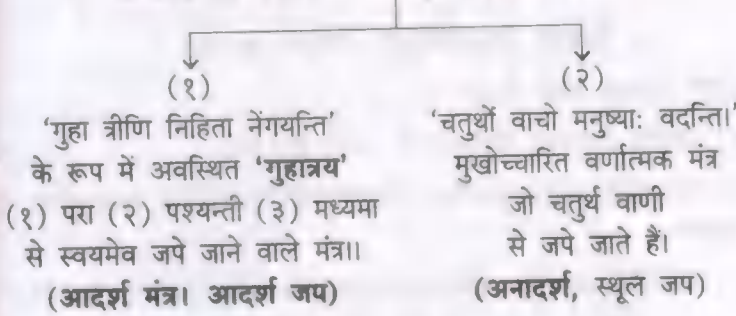 (१)
'गुहा त्रीणि निहिता नेंगयन्ति'
के रूप में अवस्थित 'गुहात्रय'
(१) परा (२) पश्यन्ती (३) मध्यमा
से स्वयमेव जपे जाने वाले मंत्र॥
(आदर्श मंत्र। आदर्श जप)
(२)
'चतुर्थों वाचो मनुष्याः वदन्ति।'
मुखोच्चारित वर्णात्मक मंत्र
जो चतुर्थ वाणी
से जपे जाते हैं।
(अनादर्श, स्थूल जप)